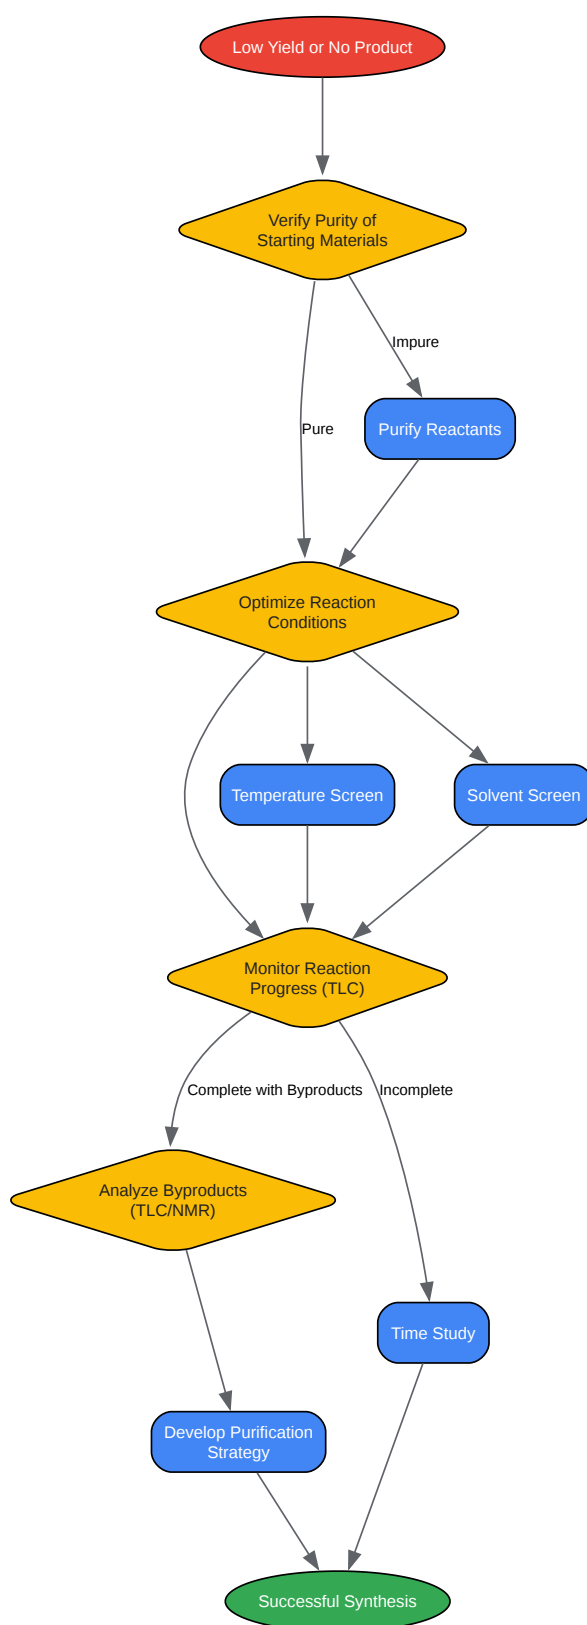 Low Yield or No Product
Verify Purity of
Starting Materials
Impure
Pure
Purify Reactants
Optimize Reaction
Conditions
Temperature Screen
Solvent Screen
Monitor Reaction
Progress (TLC)
Complete with Byproducts
Incomplete
Analyze Byproducts
(TLC/NMR)
Time Study
Develop Purification
Strategy
Successful Synthesis